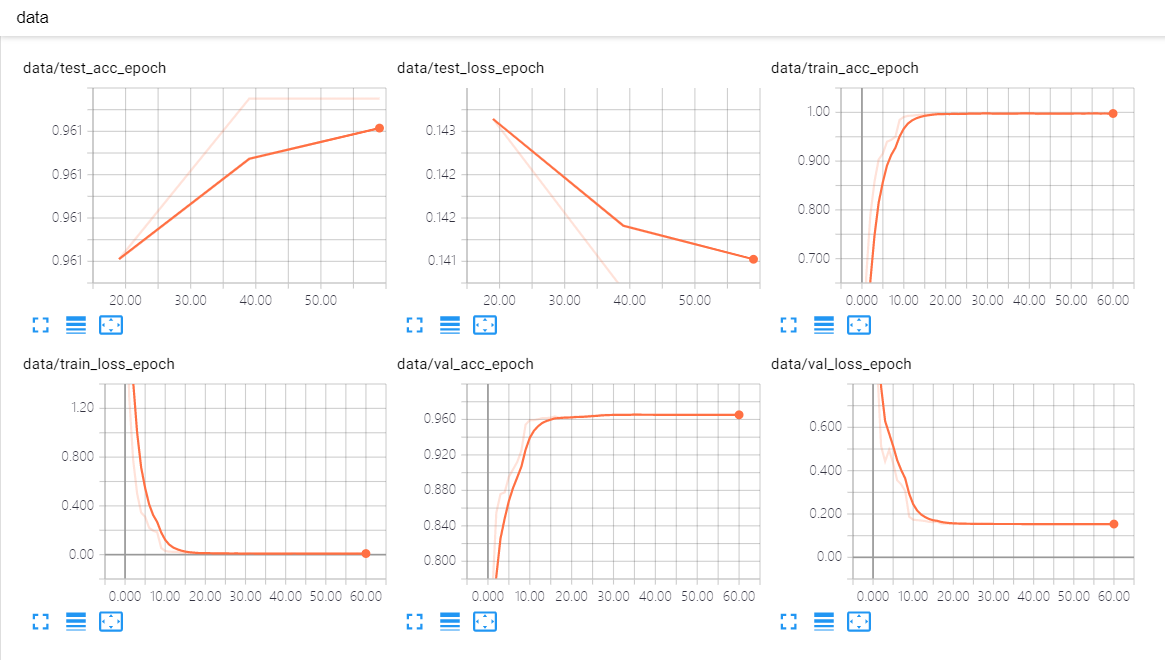 data
data/test_acc_epoch
0.961
0.961
0.961
0.961
20.00 30.00 40.00 50.00
data/test_loss_epoch
0.143
0.142
0.142
0.141
20.00 30.00 40.00 50.00
data/train_acc_epoch
1.00
0.900
0.800
0.700
0.000 10.00 20.00 30.00 40.00 50.00 60.00
data/train_loss_epoch
1.20
0.800
0.400
0.00
0.000 10.00 20.00 30.00 40.00 50.00 60.00
data/val_acc_epoch
0.960
0.920
0.880
0.840
0.800
0.000 10.00 20.00 30.00 40.00 50.00 60.00
data/val_loss_epoch
0.600
0.400
0.200
0.00
0.000 10.00 20.00 30.00 40.00 50.00 60.00